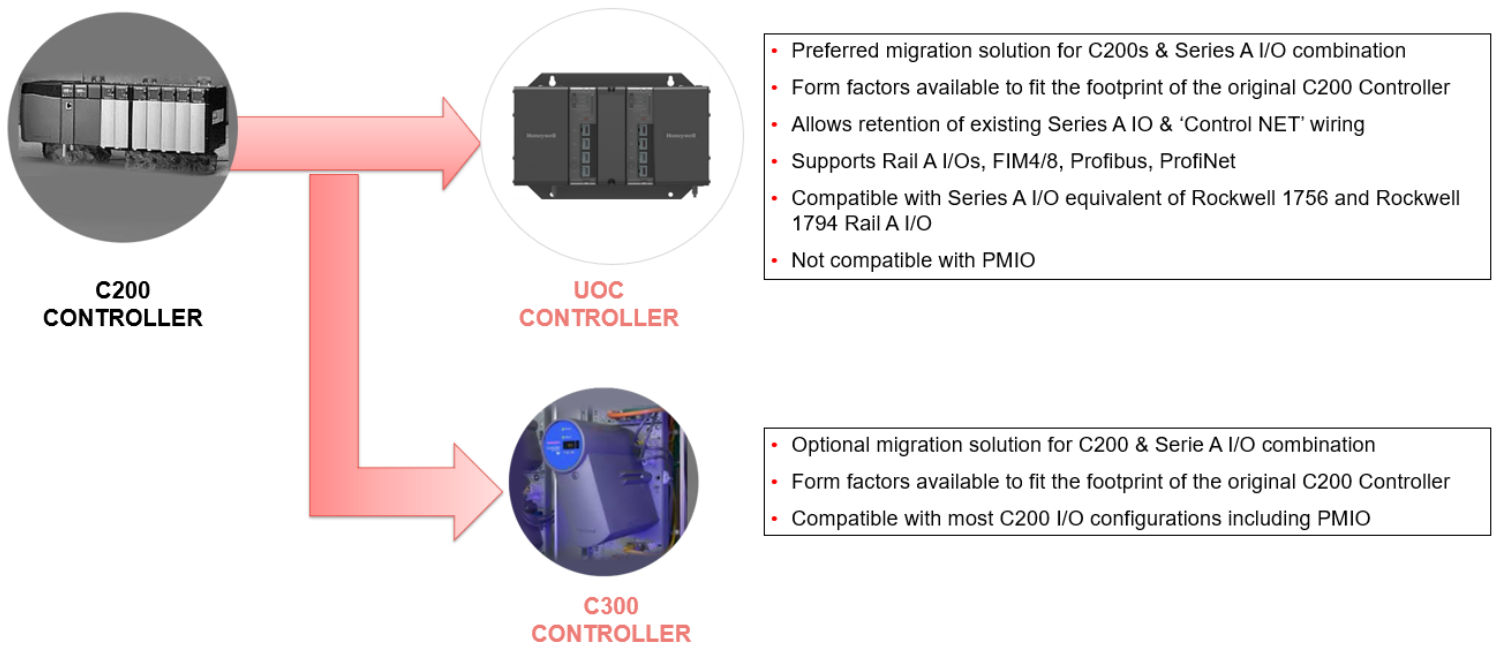 • Preferred migration solution for C200s & Series A I/O combination
• Form factors available to fit the footprint of the original C200 Controller
• Allows retention of existing Series A IO & ‘Control NET’ wiring
• Supports Rail A I/Os, FIM4/8, Profibus, ProfiNet
• Compatible with Series A I/O equivalent of Rockwell 1756 and Rockwell
1794 Rail A I/O
• Not compatible with PMIO
Honeywell
Honeywell
C200
CONTROLLER
UOC
CONTROLLER
• Optional migration solution for C200 & Serie A I/O combination
• Form factors available to fit the footprint of the original C200 Controller
• Compatible with most C200 I/O configurations including PMIO
C300
CONTROLLER